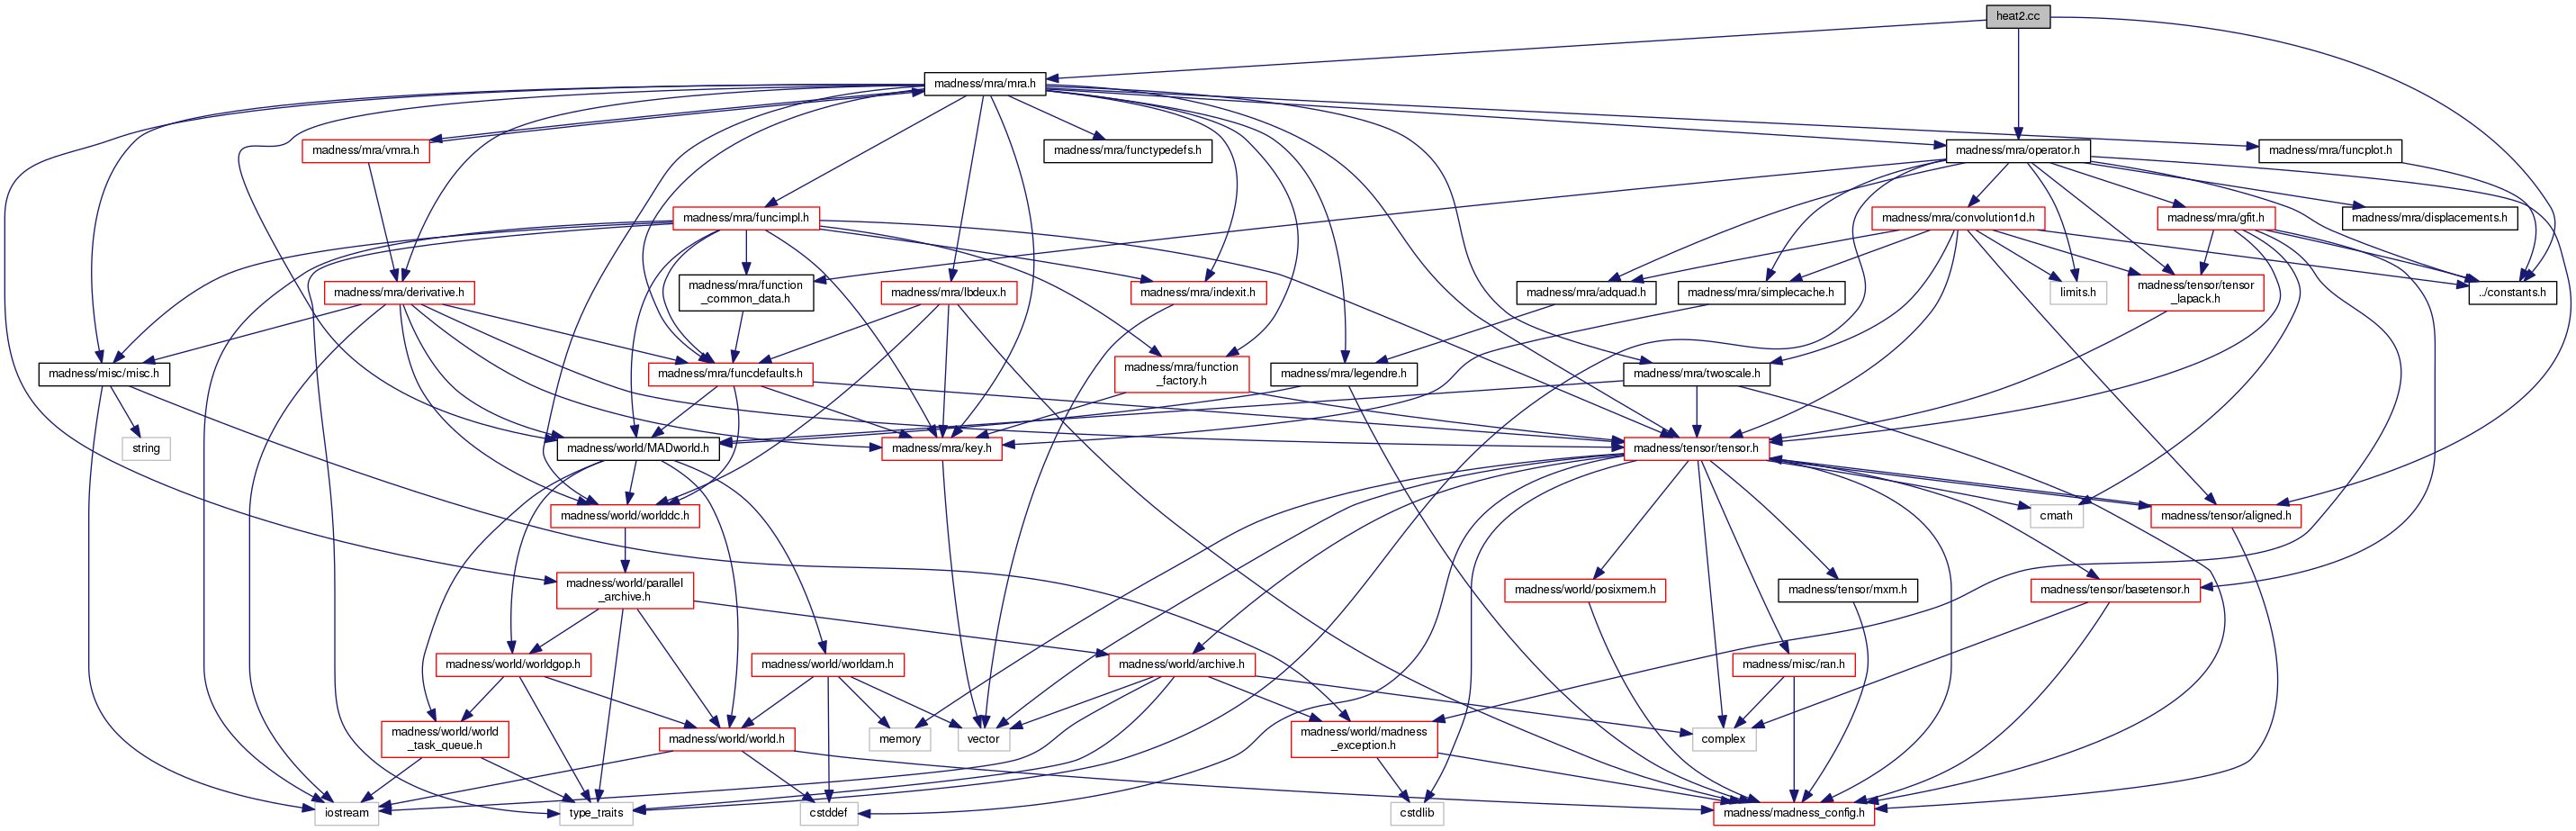 heat2.cc
madness/mra/mra.h
madness/mra/vmra.h
madness/mra/functypedefs.h
madness/mra/operator.h
madness/mra/funcplot.h
madness/mra/funcimpl.h
madness/mra/convolution1d.h
madness/mra/gfit.h
madness/mra/displacements.h
madness/mra/derivative.h
madness/mra/function
_common_data.h
madness/mra/lbdeux.h
madness/mra/indexit.h
madness/mra/adquad.h
madness/mra/simplecache.h
limits.h
madness/tensor/tensor
_lapack.h
../constants.h
madness/misc/misc.h
madness/mra/funcdefaults.h
madness/mra/function
_factory.h
madness/mra/legendre.h
madness/mra/twoscale.h
string
madness/world/MADworld.h
madness/mra/key.h
madness/tensor/tensor.h
madness/world/worlddc.h
cmath
madness/tensor/aligned.h
madness/world/parallel
_archive.h
madness/world/posixmem.h
madness/tensor/mxm.h
madness/tensor/basetensor.h
madness/world/worldgop.h
madness/world/worldam.h
madness/world/archive.h
madness/misc/ran.h
madness/world/world
_task_queue.h
madness/world/world.h
memory
vector
madness/world/madness
_exception.h
complex
iostream
type_traits
cstddef
cstdlib
madness/madness_config.h